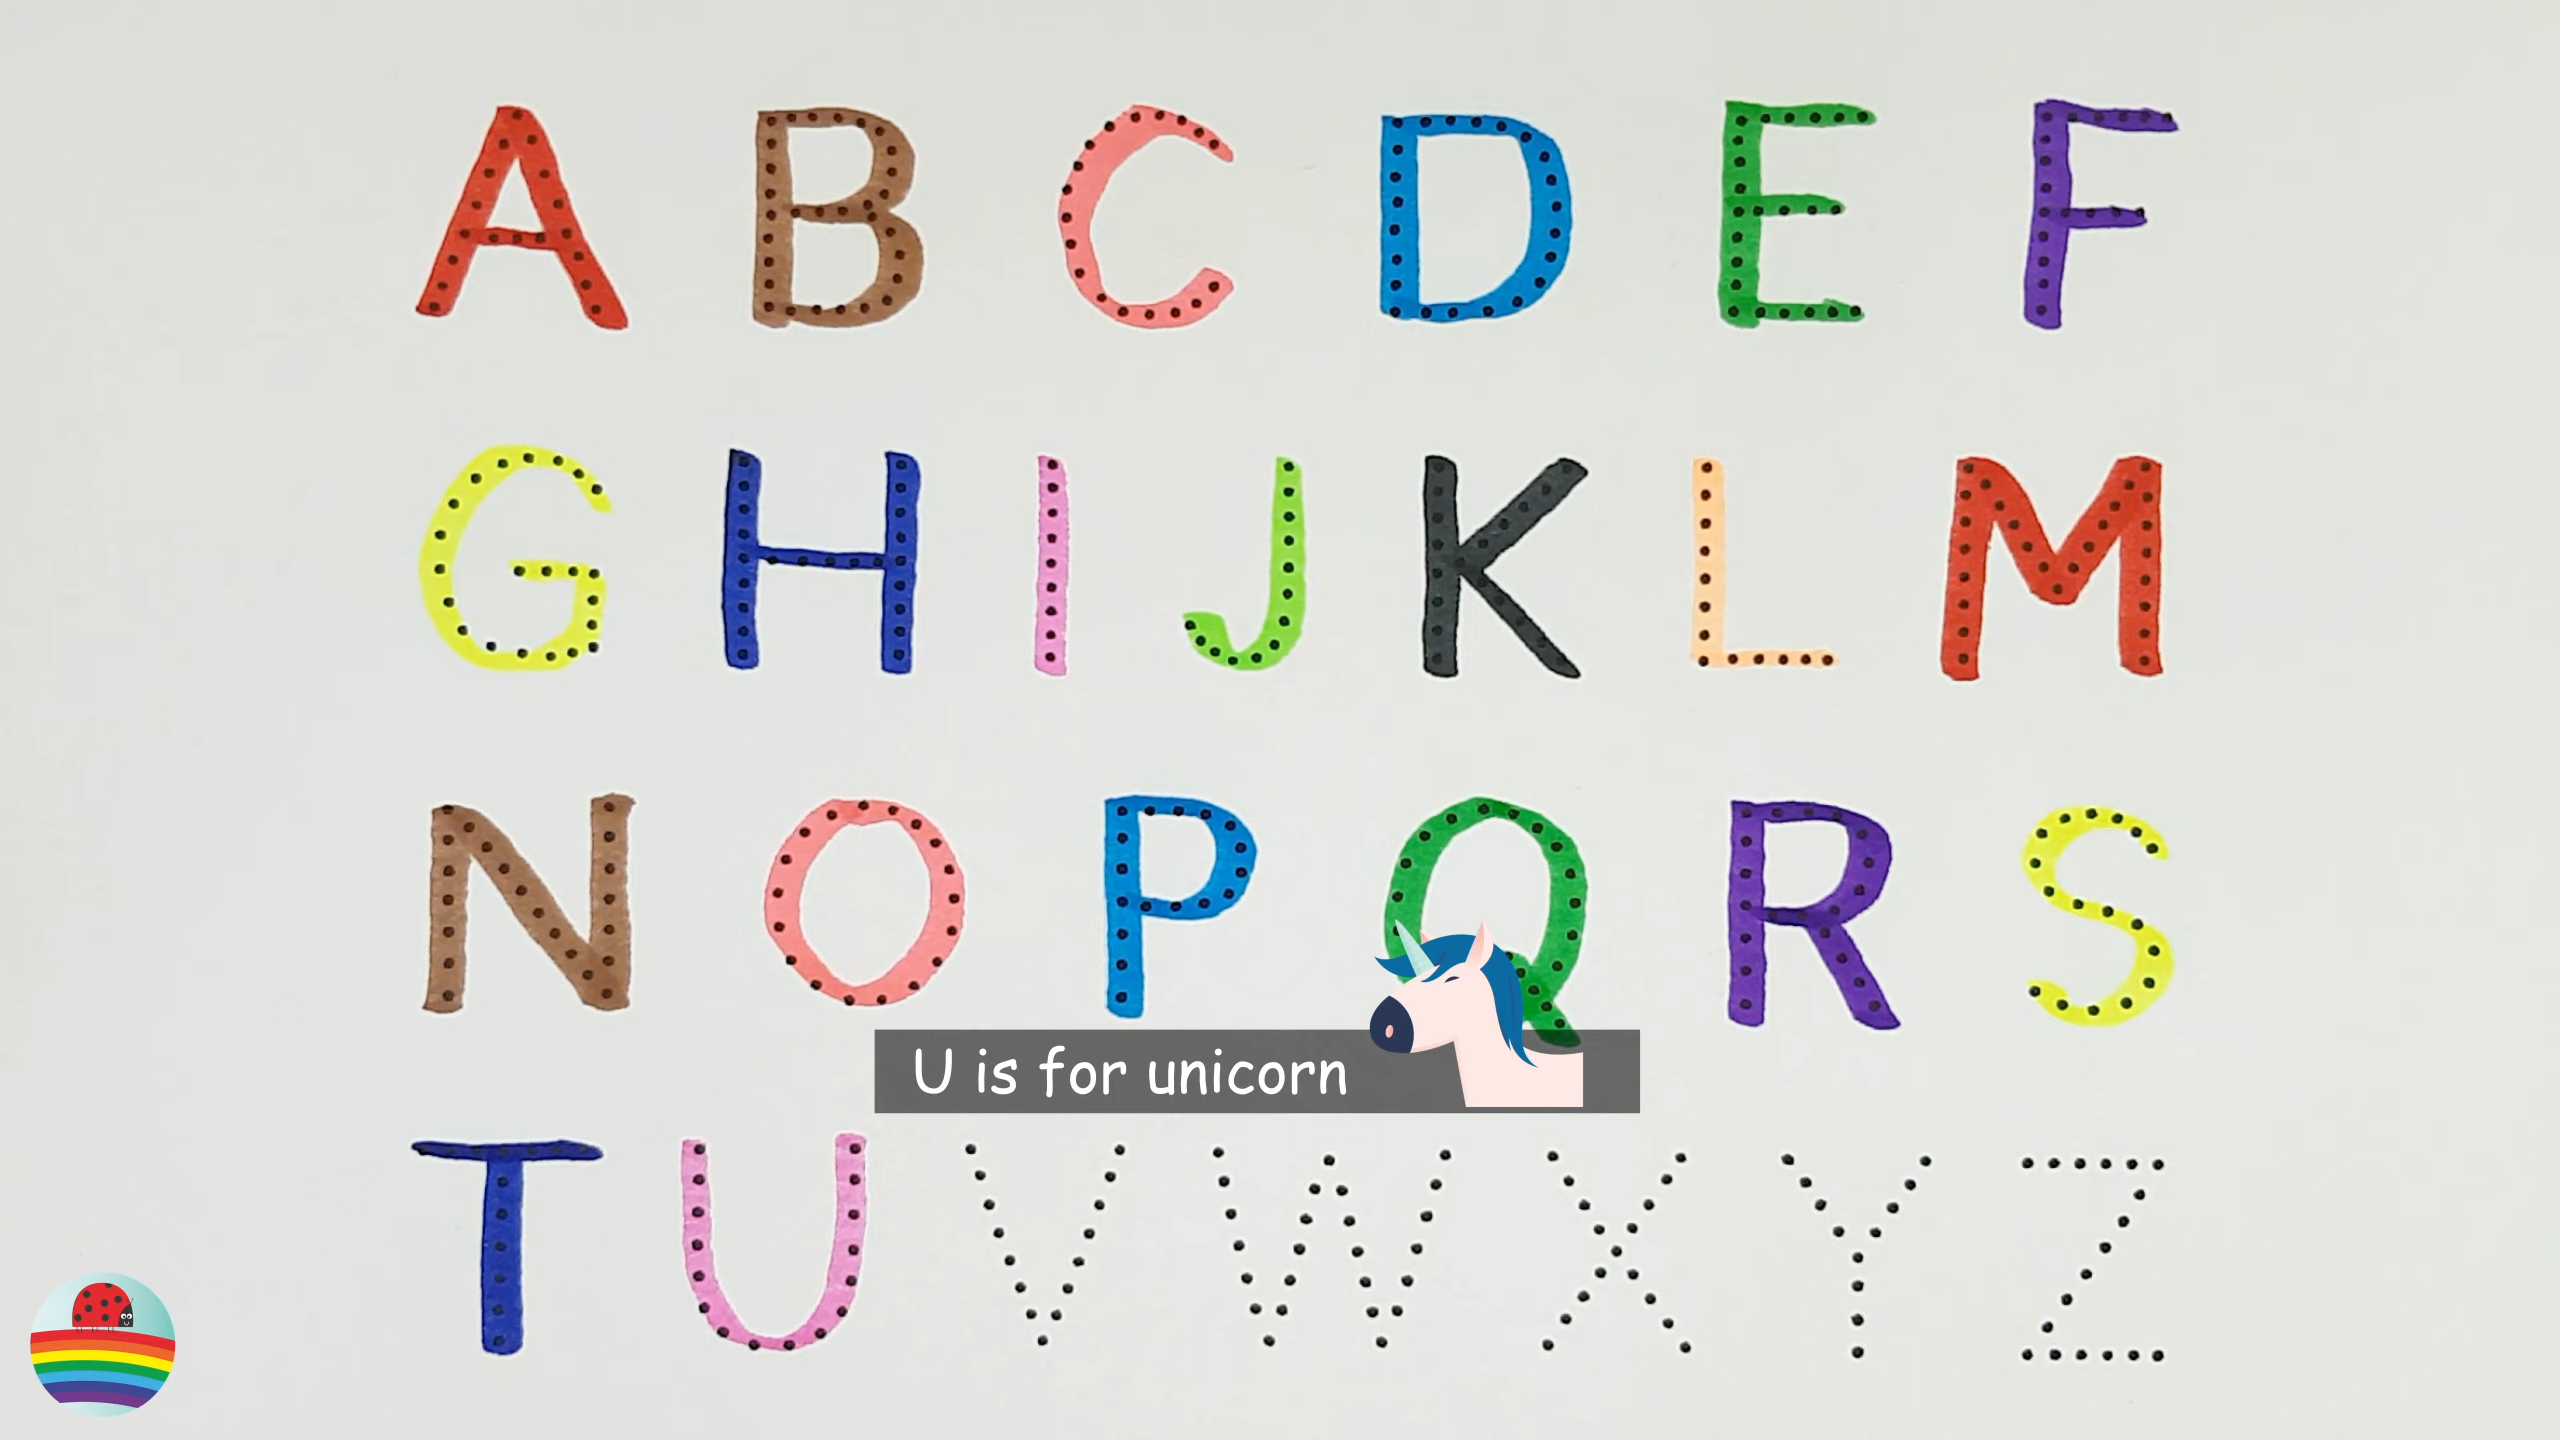 A B C D E F
G H I J K L M
N O P Q R S
U is for unicorn
T U V W X Y Z